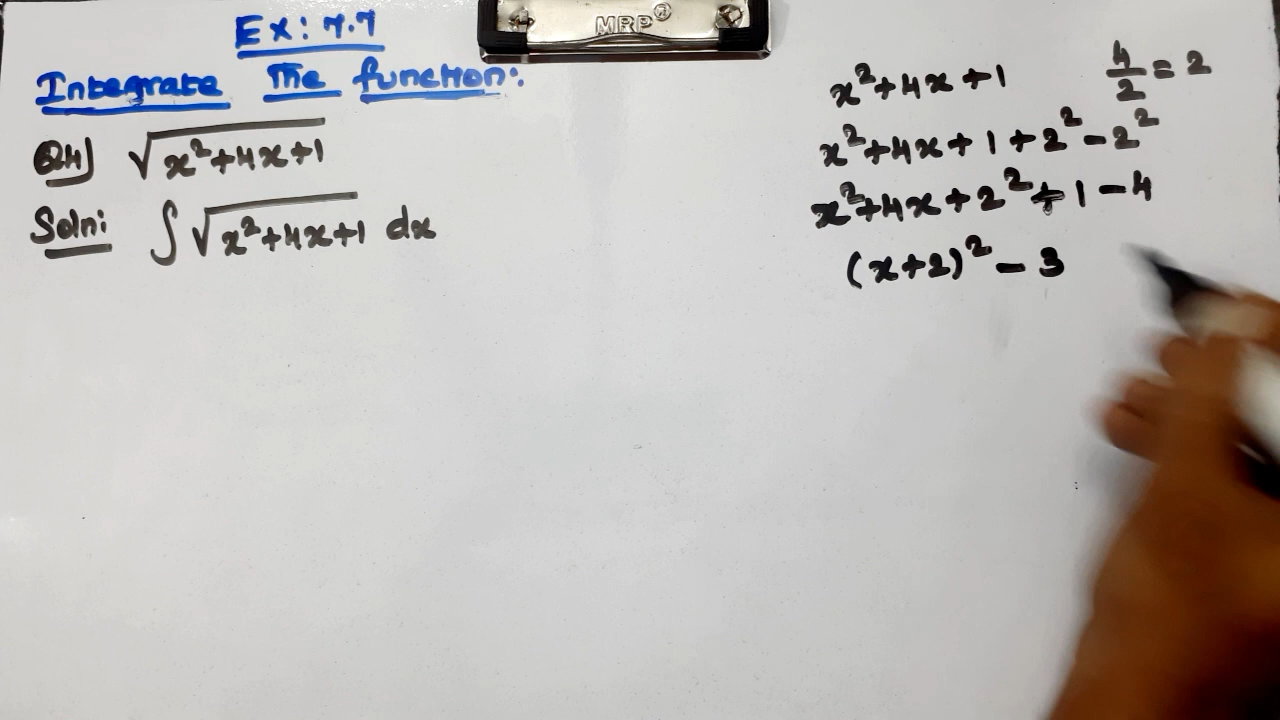 Ex: 7.7
MRP®
Integrate The function:
Q4) √x²+4x+1
Soln: ∫√x²+4x+1 dx
x²+4x+1 4/2=2
x²+4x+1+2²-2²
x²+4x+2²+1-4
(x+2)²-3